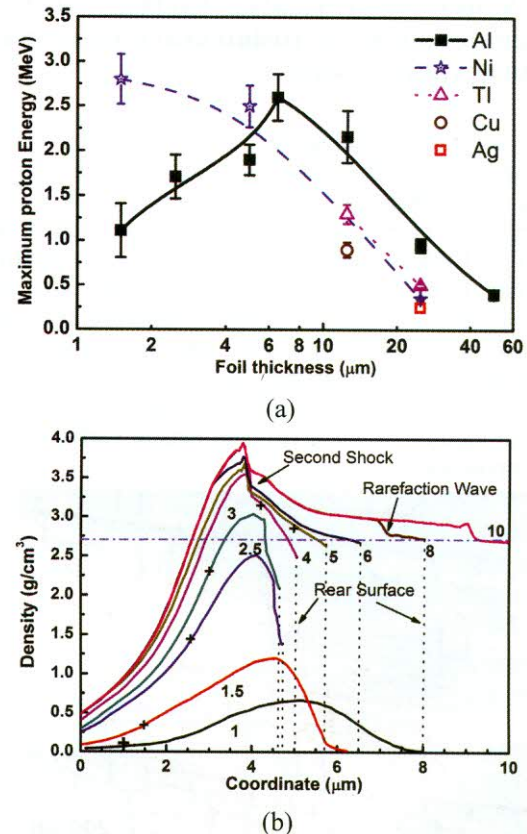 (a)
Maximum proton Energy (MeV)
3.5
3.0
2.5
2.0
1.5
1.0
0.5
0.0
Al
Ni
Tl
Cu
Ag
1 2 4 6 8 10 20 40 60
Foil thickness (μm)
(a)
Density (g/cm³)
4.0
3.5
3.0
2.5
2.0
1.5
1.0
0.5
0.0
Second Shock
Rarefaction Wave
3
10
2.5 4 5 6 8
Rear Surface
1.5
1
0 2 4 6 8 10
Coordinate (μm)
(b)